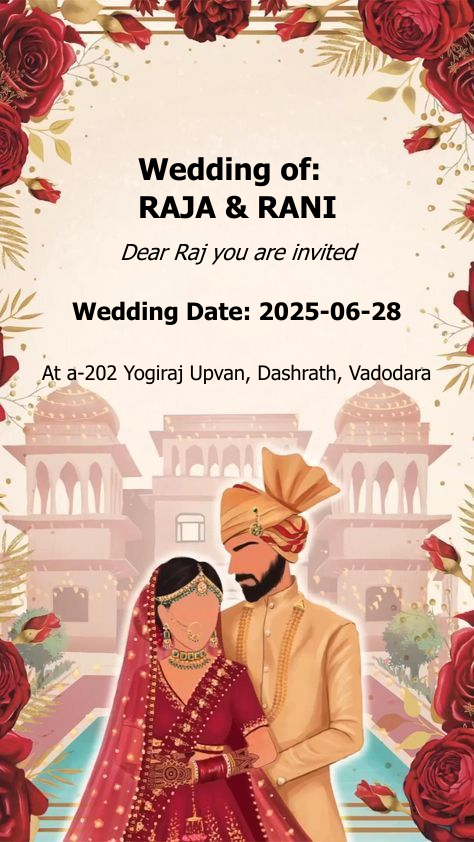 Wedding of:
RAJA & RANI
Dear Raj you are invited
Wedding Date: 2025-06-28
At a-202 Yogiraj Upvan, Dashrath, Vadodara